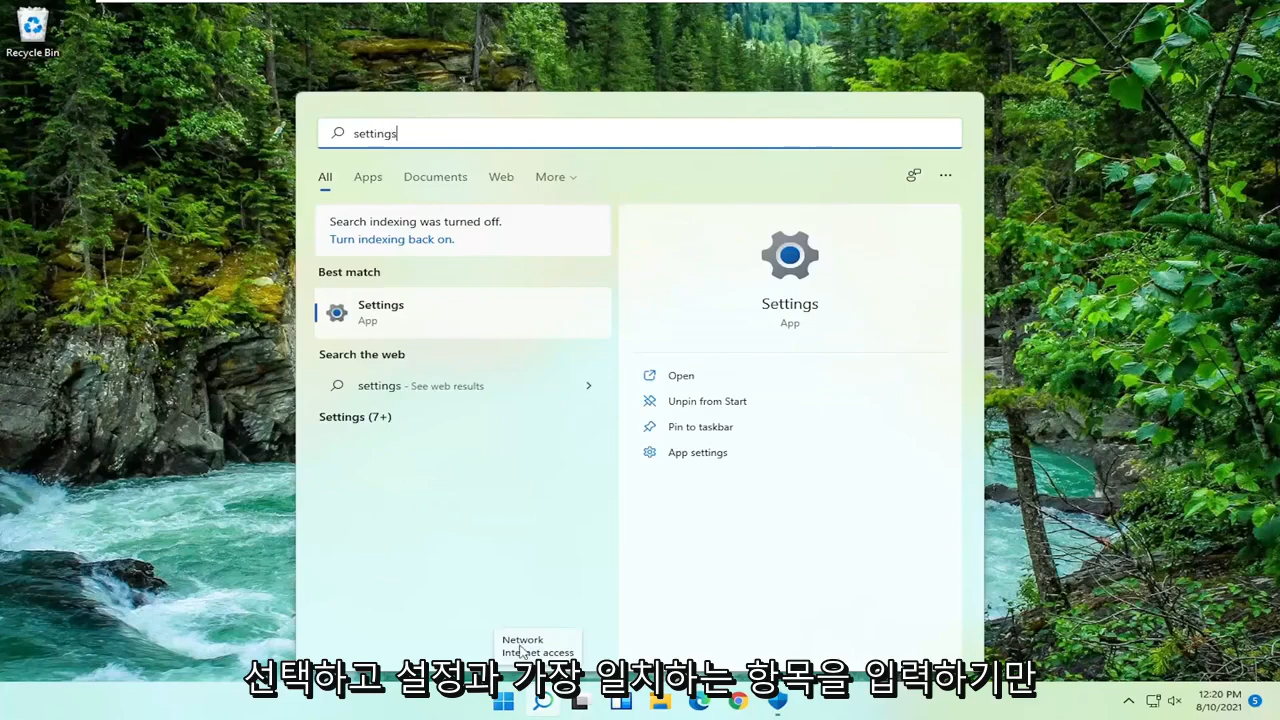 Recycle Bin
settings
All Apps Documents Web More
Search indexing was turned off.
Turn indexing back on.
Best match
Settings
App
Search the web
settings - See web results
Settings (7+)
Settings
App
Open
Unpin from Start
Pin to taskbar
App settings
Network
Internet access
선택하고 설정과 가장 일치하는 항목을 입력하기만
12:20 PM
8/10/2021
5